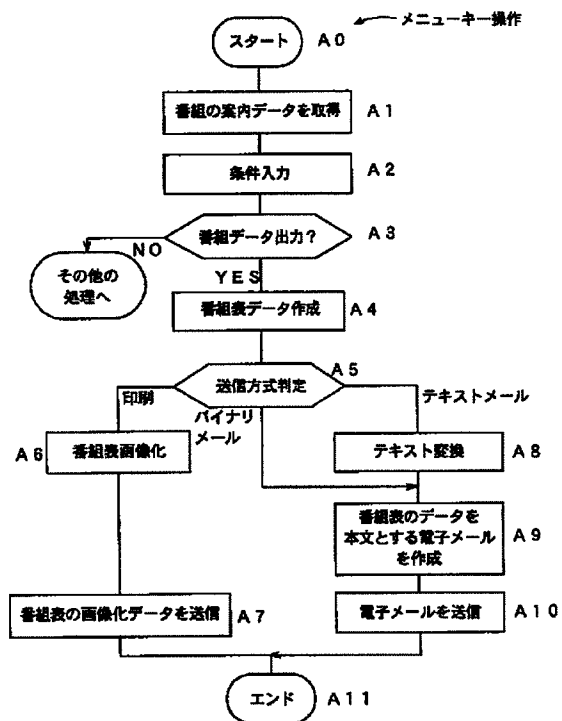 メニューキー操作
スタート A0
番組の案内データを取得 A1
条件入力 A2
番組データ出力? A3
NO
その他の
処理へ
YES
番組表データ作成 A4
送信方式判定 A5
印刷
バイナリ
メール
テキストメール
A6 番組表画像化
テキスト変換 A8
番組表のデータを
本文とする電子メール
を作成
A9
番組表の画像化データを送信 A7
電子メールを送信 A10
エンド A11